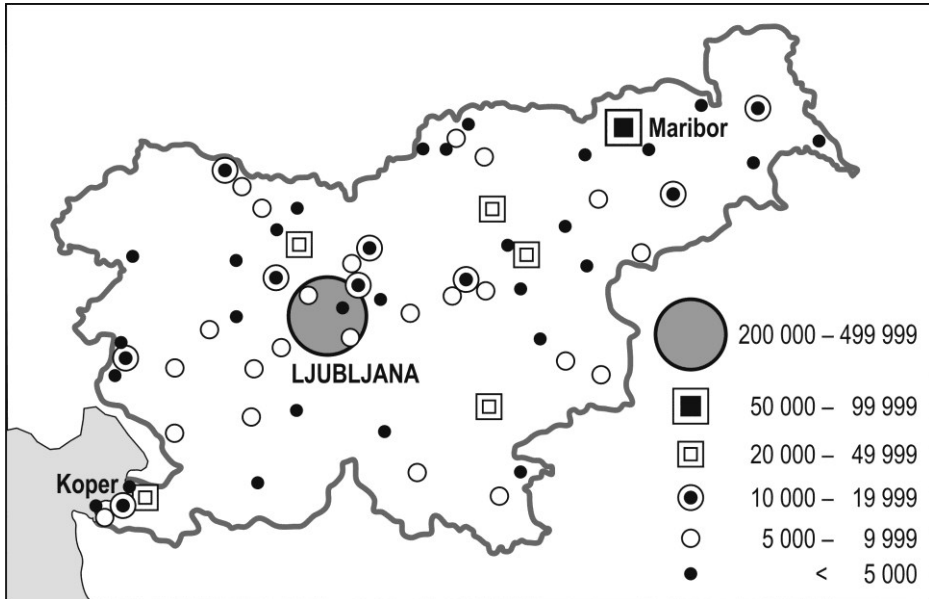 Maribor
LJUBLJANA
Koper
200 000 – 499 999
50 000 – 99 999
20 000 – 49 999
10 000 – 19 999
5 000 – 9 999
< 5 000